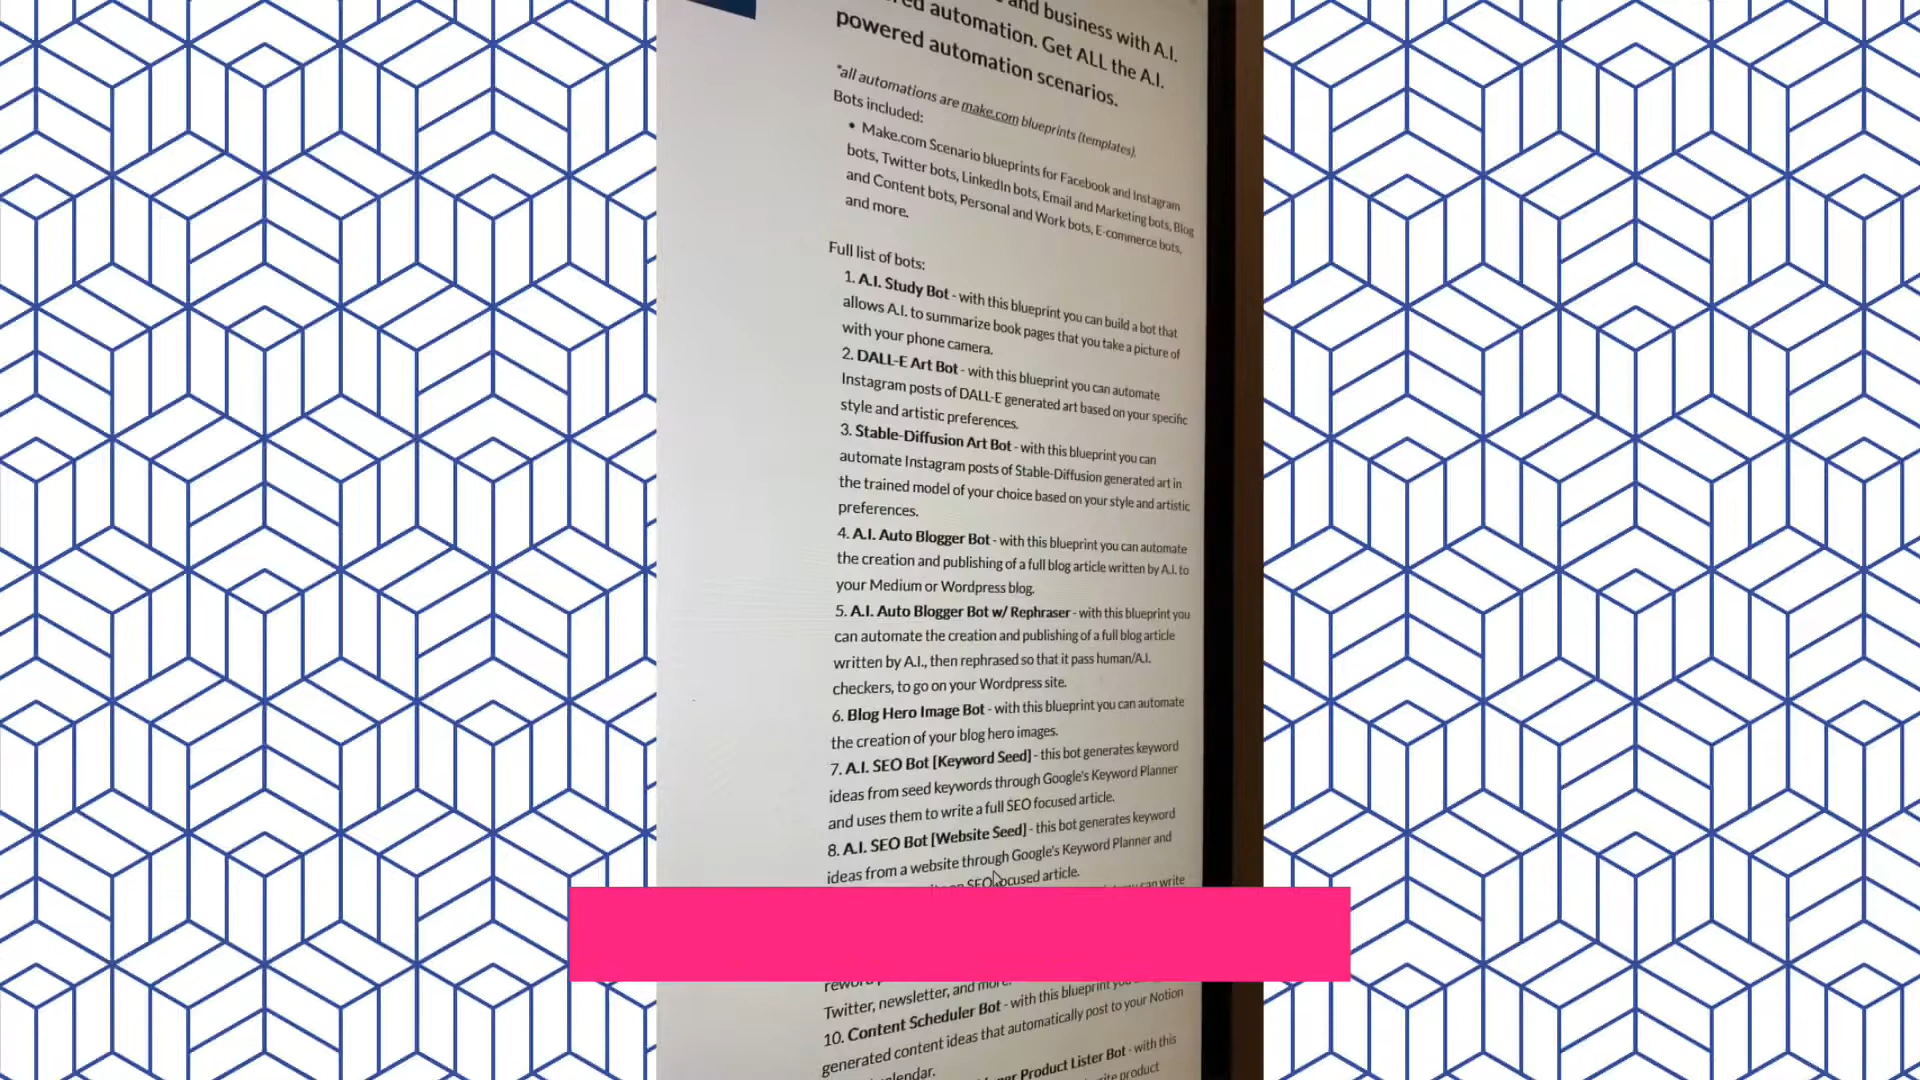 and business with A.I.
automation. Get ALL the A.I.
powered automation scenarios.
*all automations are make.com blueprints (templates).
Bots included:
• Make.com Scenario blueprints for Facebook and Instagram
bots, Twitter bots, LinkedIn bots, Email and Marketing bots, Blog
and Content bots, Personal and Work bots, E-commerce bots,
and more.
Full list of bots:
1. A.I. Study Bot - with this blueprint you can build a bot that
allows A.I. to summarize book pages that you take a picture of
with your phone camera.
2. DALL-E Art Bot - with this blueprint you can automate
Instagram posts of DALL-E generated art based on your specific
style and artistic preferences.
3. Stable-Diffusion Art Bot - with this blueprint you can
automate Instagram posts of Stable-Diffusion generated art in
the trained model of your choice based on your style and artistic
preferences.
4. A.I. Auto Blogger Bot - with this blueprint you can automate
the creation and publishing of a full blog article written by A.I. to
your Medium or Wordpress blog.
5. A.I. Auto Blogger Bot w/ Rephraser - with this blueprint you
can automate the creation and publishing of a full blog article
written by A.I., then rephrased so that it pass human/A.I.
checkers, to go on your Wordpress site.
6. Blog Hero Image Bot - with this blueprint you can automate
the creation of your blog hero images.
7. A.I. SEO Bot [Keyword Seed] - this bot generates keyword
ideas from seed keywords through Google's Keyword Planner
and uses them to write a full SEO focused article.
8. A.I. SEO Bot [Website Seed] - this bot generates keyword
ideas from a website through Google's Keyword Planner and
SEO focused article.
can write
Twitter, newsletter, and more.
10. Content Scheduler Bot - with this blueprint
generated content ideas that automatically post to your Notion
Product Lister Bot - with this
product